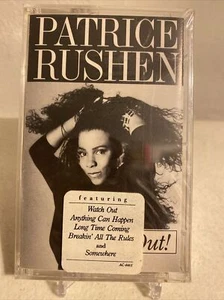 PATRICE
RUSHEN
Out!
featuring
Watch Out
Anything Can Happen
Long Time Coming
Breakin' All The Rules
and
Somewhere